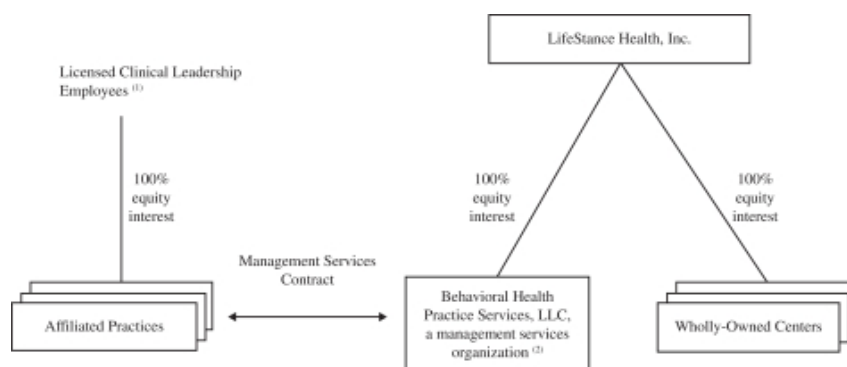 LifeStance Health, Inc.
Licensed Clinical Leadership
Employees (1)
100%
equity
interest
100%
equity
interest
100%
equity
interest
Management Services
Contract
Affiliated Practices
Behavioral Health
Practice Services, LLC,
a management services
organization (2)
Wholly-Owned Centers